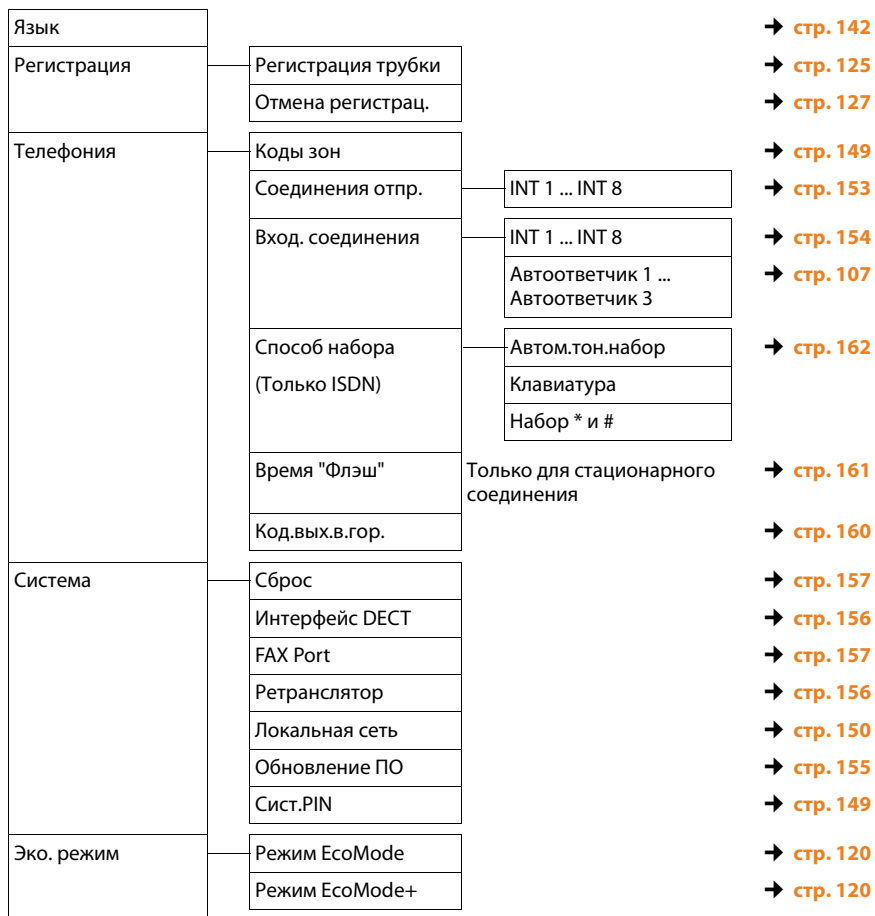 Язык ➔ стр. 142
Регистрация Регистрация трубки ➔ стр. 125
Отмена регистрац. ➔ стр. 127
Телефония Коды зон ➔ стр. 149
Соединения отпр. INT 1 ... INT 8 ➔ стр. 153
Вход. соединения INT 1 ... INT 8 ➔ стр. 154
Автоответчик 1 ... ➔ стр. 107
Автоответчик 3
Способ набора Автом.тон.набор ➔ стр. 162
(Только ISDN) Клавиатура
Набор * и #
Время "Флэш" Только для стационарного ➔ стр. 161
соединения
Код.вых.в.гор. ➔ стр. 160
Система Сброс ➔ стр. 157
Интерфейс DECT ➔ стр. 156
FAX Port ➔ стр. 157
Ретранслятор ➔ стр. 156
Локальная сеть ➔ стр. 150
Обновление ПО ➔ стр. 155
Сист.PIN ➔ стр. 149
Эко. режим Режим EcoMode ➔ стр. 120
Режим EcoMode+ ➔ стр. 120